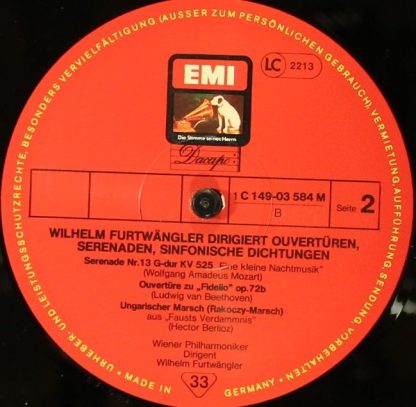 URHEBER- UND LEISTUNGSSCHUTZRECHTE, BESONDERS VERVIELFÄLTIGUNG (AUSSER ZUM PERSÖNLICHEN GEBRAUCH), VERMIETUNG, AUFFÜHRUNG, SENDUNG VORBEHALTEN
EMI
LC 2213
Die Stimme seines Herrn
Dacapo
1 C 149-03 584 M
B
Seite 2
WILHELM FURTWÄNGLER DIRIGIERT OUVERTÜREN,
SERENADEN, SINFONISCHE DICHTUNGEN
Serenade Nr.13 G-dur KV 525 „Eine kleine Nachtmusik"
(Wolfgang Amadeus Mozart)
Ouvertüre zu „Fidelio" op.72b
(Ludwig van Beethoven)
Ungarischer Marsch (Rakoczy-Marsch)
aus „Fausts Verdammnis"
(Hector Berlioz)
Wiener Philharmoniker
Dirigent
Wilhelm Furtwängler
33
MADE IN GERMANY